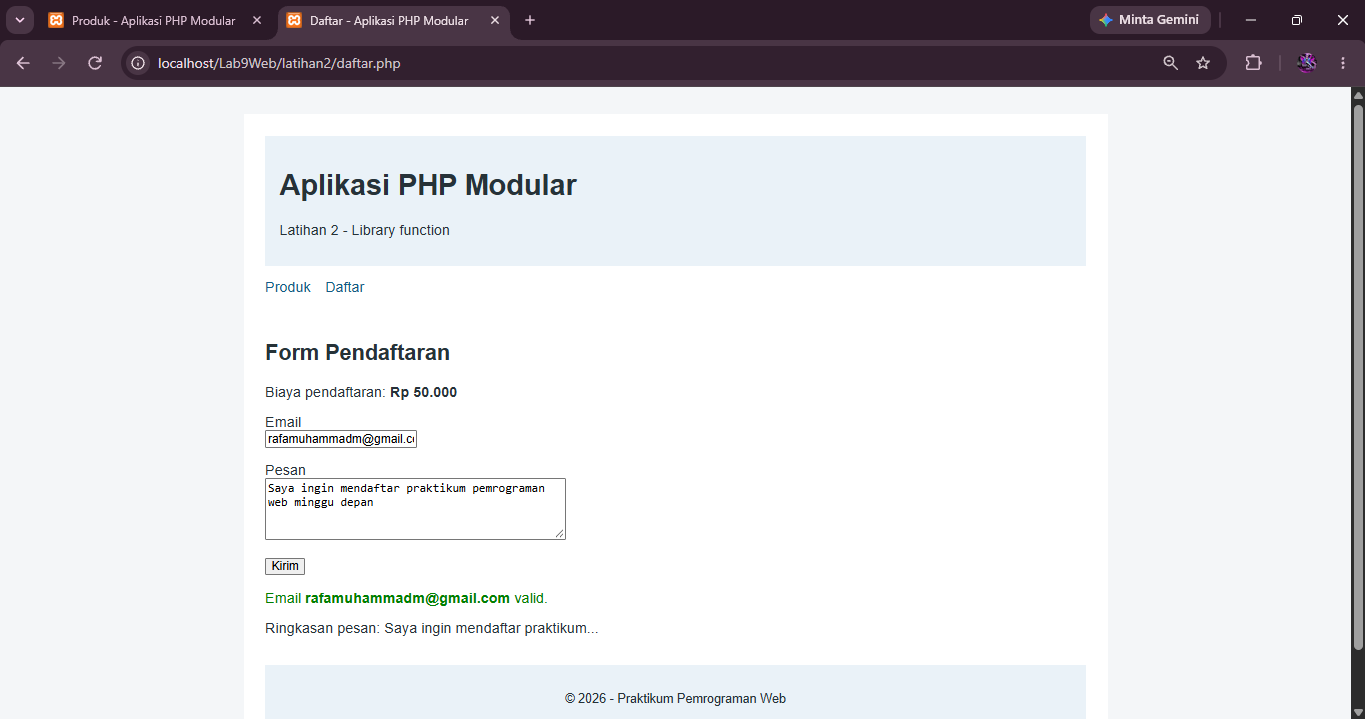 Produk - Aplikasi PHP Modular
Daftar - Aplikasi PHP Modular
Minta Gemini
localhost/Lab9Web/latihan2/daftar.php
Aplikasi PHP Modular
Latihan 2 - Library function
Produk Daftar
Form Pendaftaran
Biaya pendaftaran: Rp 50.000
Email
rafamuhammadm@gmail.c
Pesan
Saya ingin mendaftar praktikum pemrograman
web minggu depan
Kirim
Email rafamuhammadm@gmail.com valid.
Ringkasan pesan: Saya ingin mendaftar praktikum...
© 2026 - Praktikum Pemrograman Web